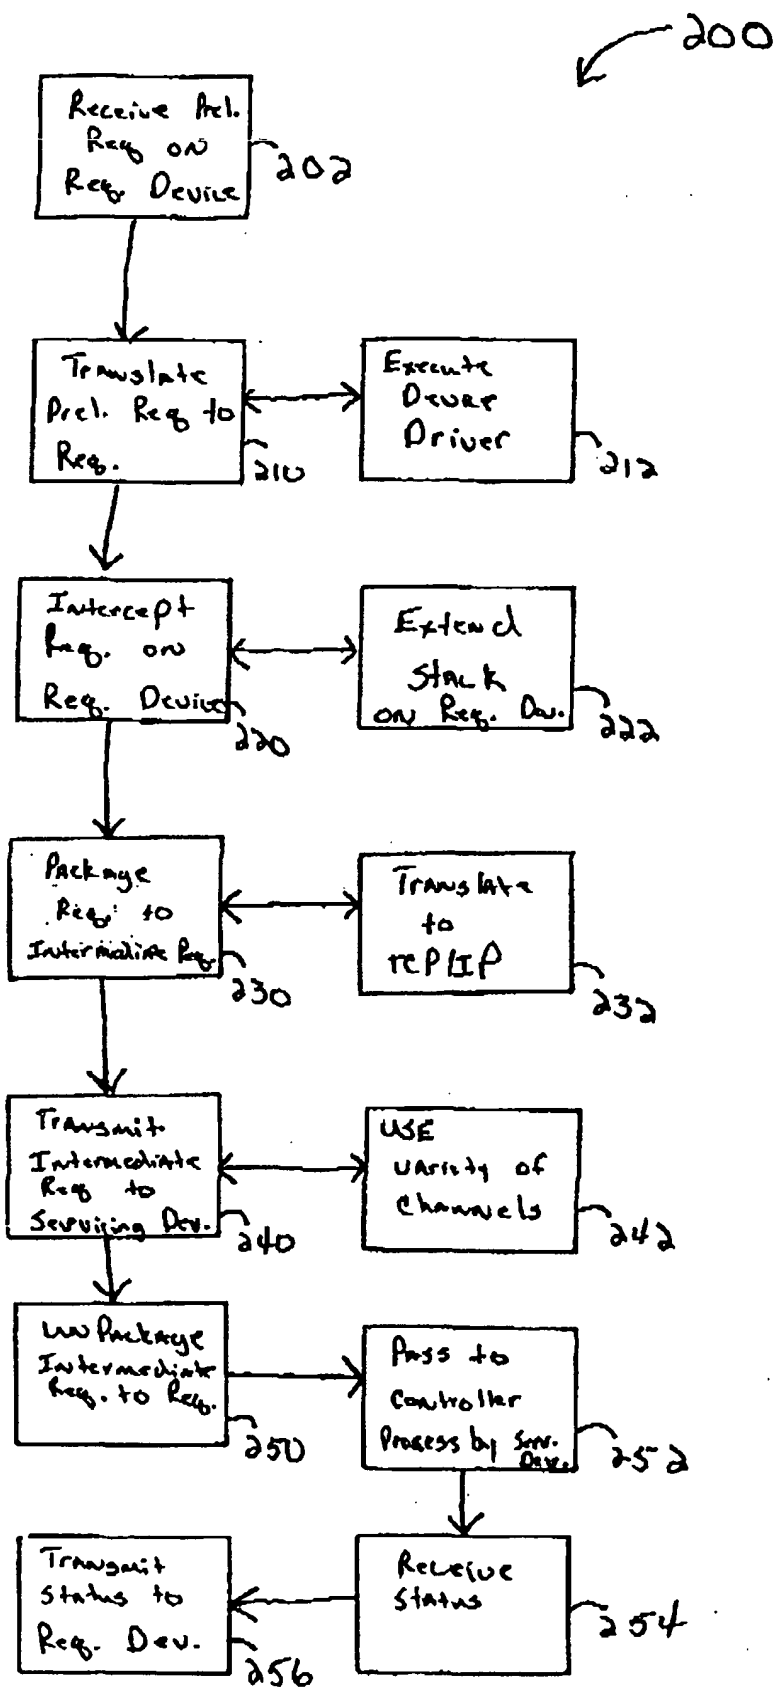 200
Receive Prel.
Req on
Req. Device
202
Translate
Prel. Req to
Req.
210
Execute
Device
Driver
212
Intercept
Req. on
Req. Device
220
Extend
Stack
on Req. Dev.
222
Package
Req. to
Intermediate Req.
230
Translate
to
TCP/IP
232
Transmit
Intermediate
Req to
Servicing Dev.
240
USE
Variety of
Channels
242
UNPackage
Intermediate
Req. to Req.
250
Pass to
Controller
Process by Serv.
Dev.
252
Receive
Status
254
Transmit
Status to
Req. Dev.
256